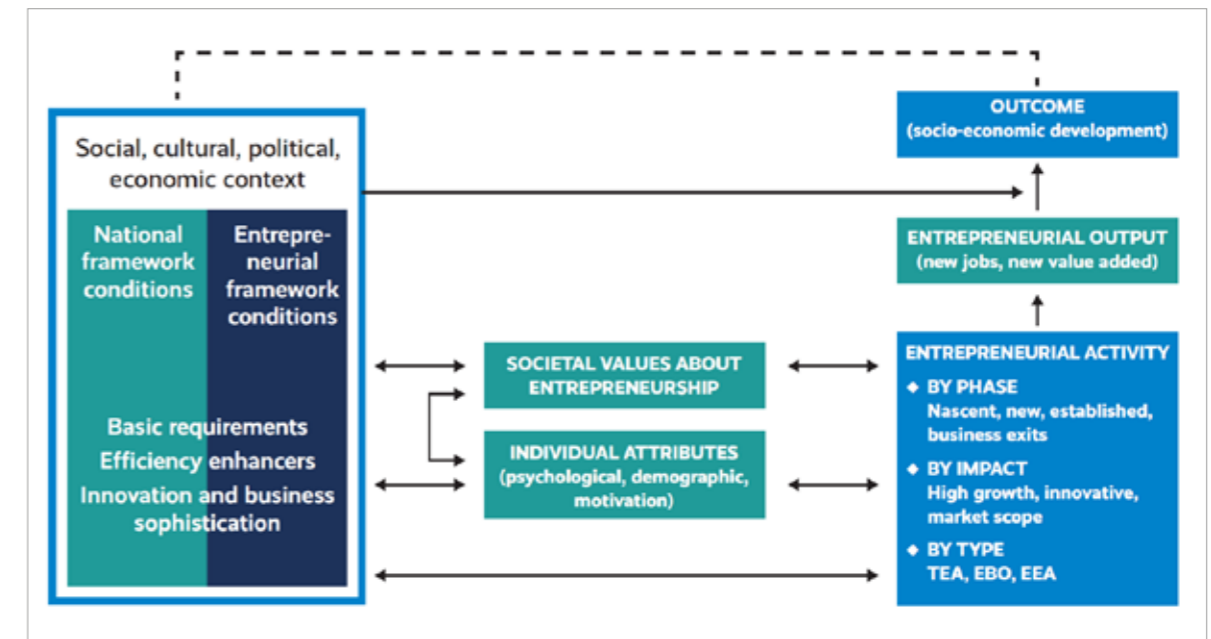 Social, cultural, political,
economic context
National
framework
conditions
Entrepre-
neurial
framework
conditions
Basic requirements
Efficiency enhancers
Innovation and business
sophistication
SOCIETAL VALUES ABOUT
ENTREPRENEURSHIP
INDIVIDUAL ATTRIBUTES
(psychological, demographic,
motivation)
OUTCOME
(socio-economic development)
ENTREPRENEURIAL OUTPUT
(new jobs, new value added)
ENTREPRENEURIAL ACTIVITY
◆ BY PHASE
Nascent, new, established,
business exits
◆ BY IMPACT
High growth, innovative,
market scope
◆ BY TYPE
TEA, EBO, EEA